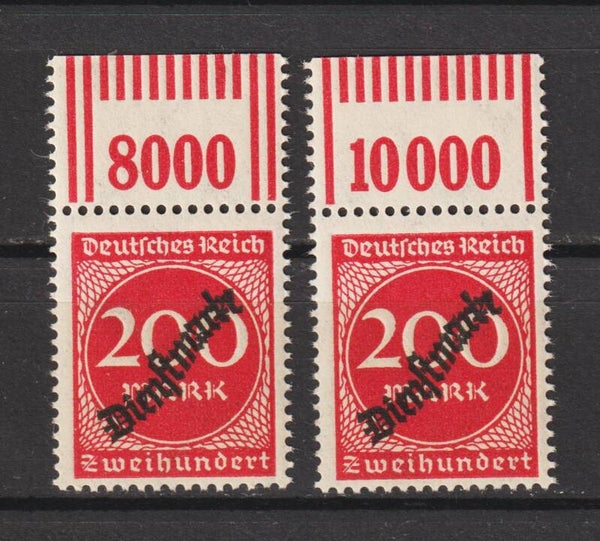 8000
Deutsches Reich
200
MARK
Dienstmarke
Zweihundert
10000
Deutsches Reich
200
MARK
Dienstmarke
Zweihundert